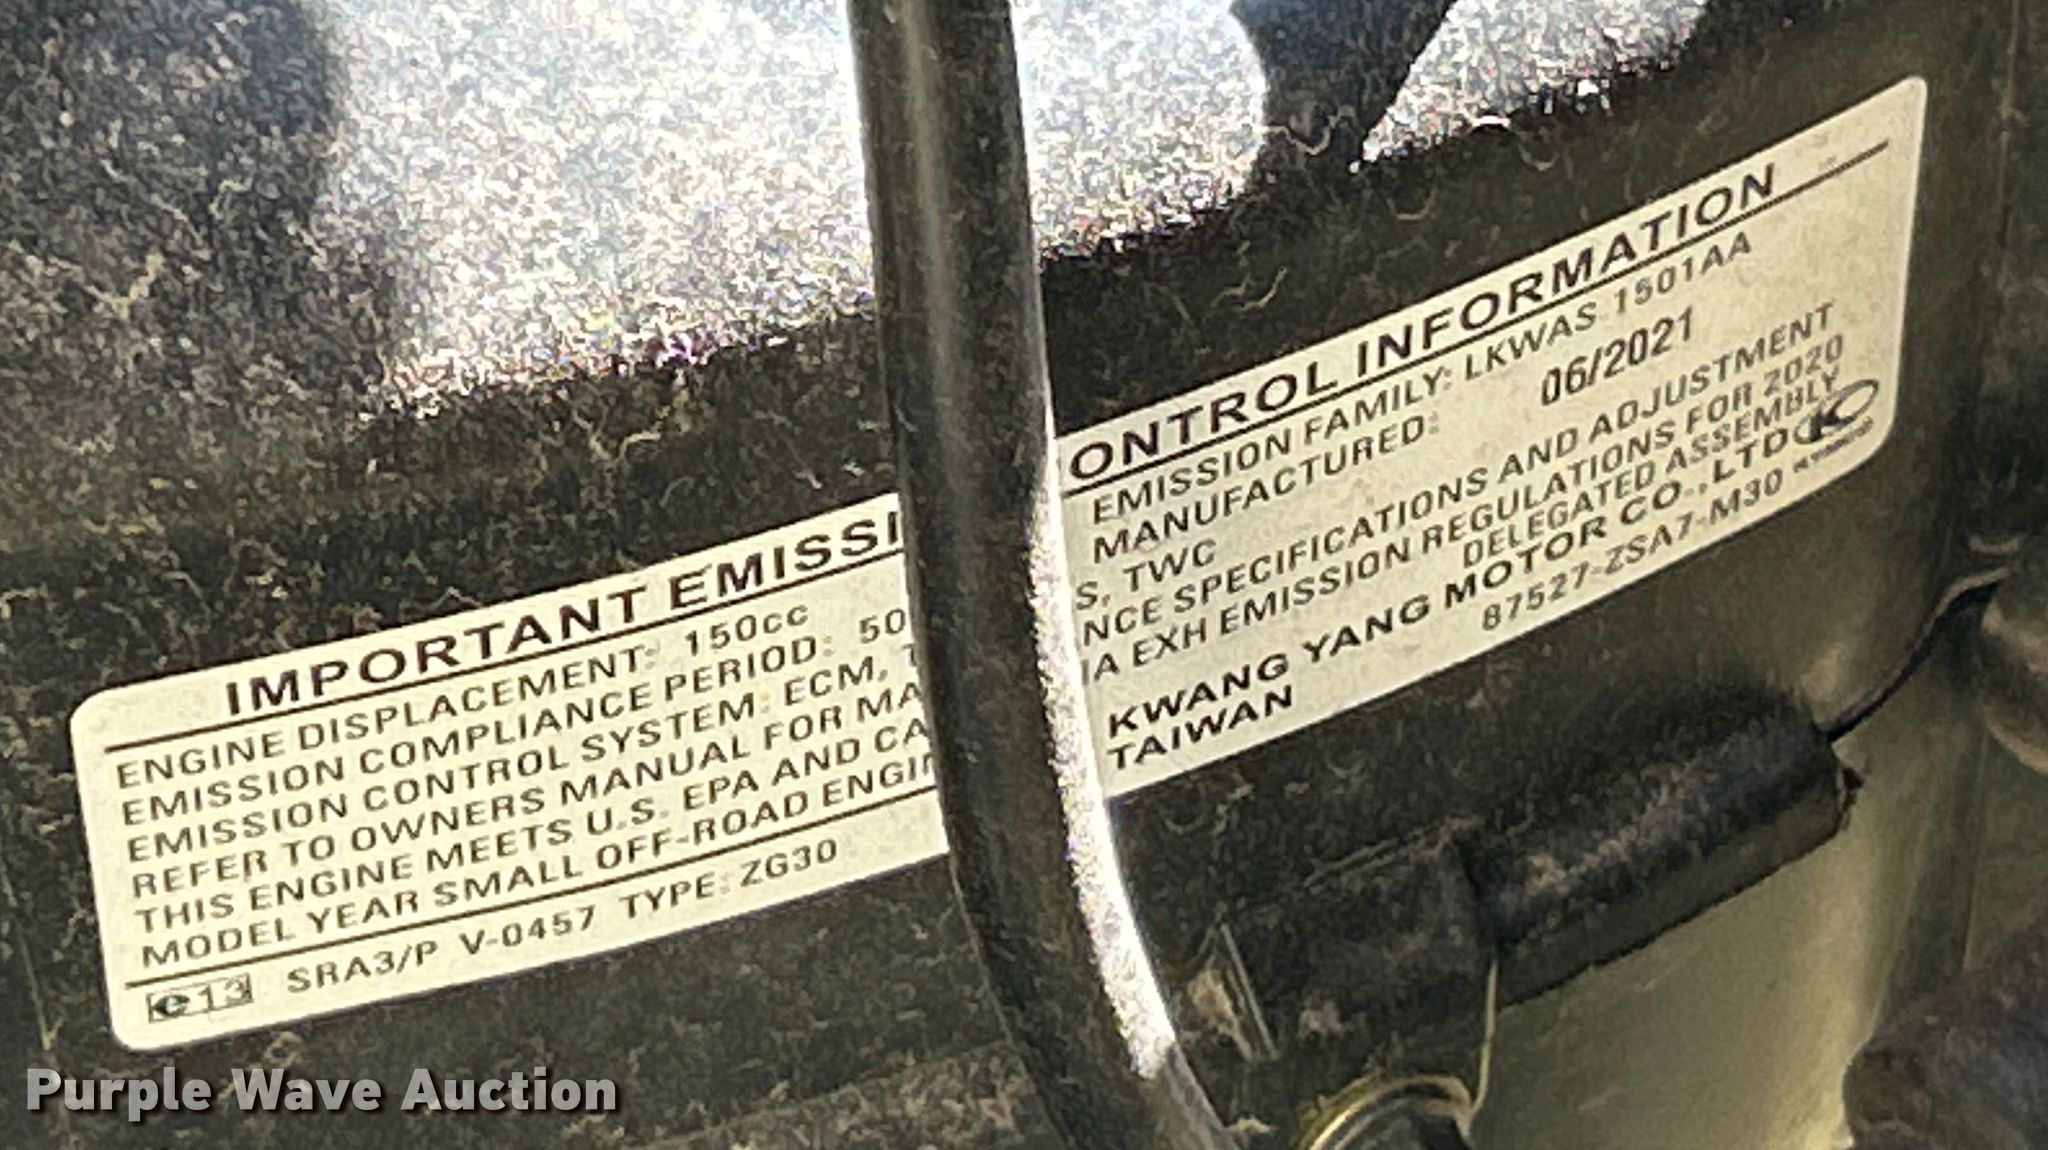 IMPORTANT EMISSI ONTROL INFORMATION
ENGINE DISPLACEMENT: 150cc EMISSION FAMILY: LKWAS.1501AA
EMISSION COMPLIANCE PERIOD: 50 MANUFACTURED: 06/2021
EMISSION CONTROL SYSTEM: ECM, S, TWC
REFER TO OWNERS MANUAL FOR MA NCE SPECIFICATIONS AND ADJUSTMENT
THIS ENGINE MEETS U.S. EPA AND CA IA EXH EMISSION REGULATIONS FOR 2020
MODEL YEAR SMALL OFF-ROAD ENGIN DELEGATED ASSEMBLY
KWANG YANG MOTOR CO.,LTD
e13 SRA3/P V-0457 TYPE: ZG30 TAIWAN 87527-ZSA7-M30 KYMCO
Purple Wave Auction